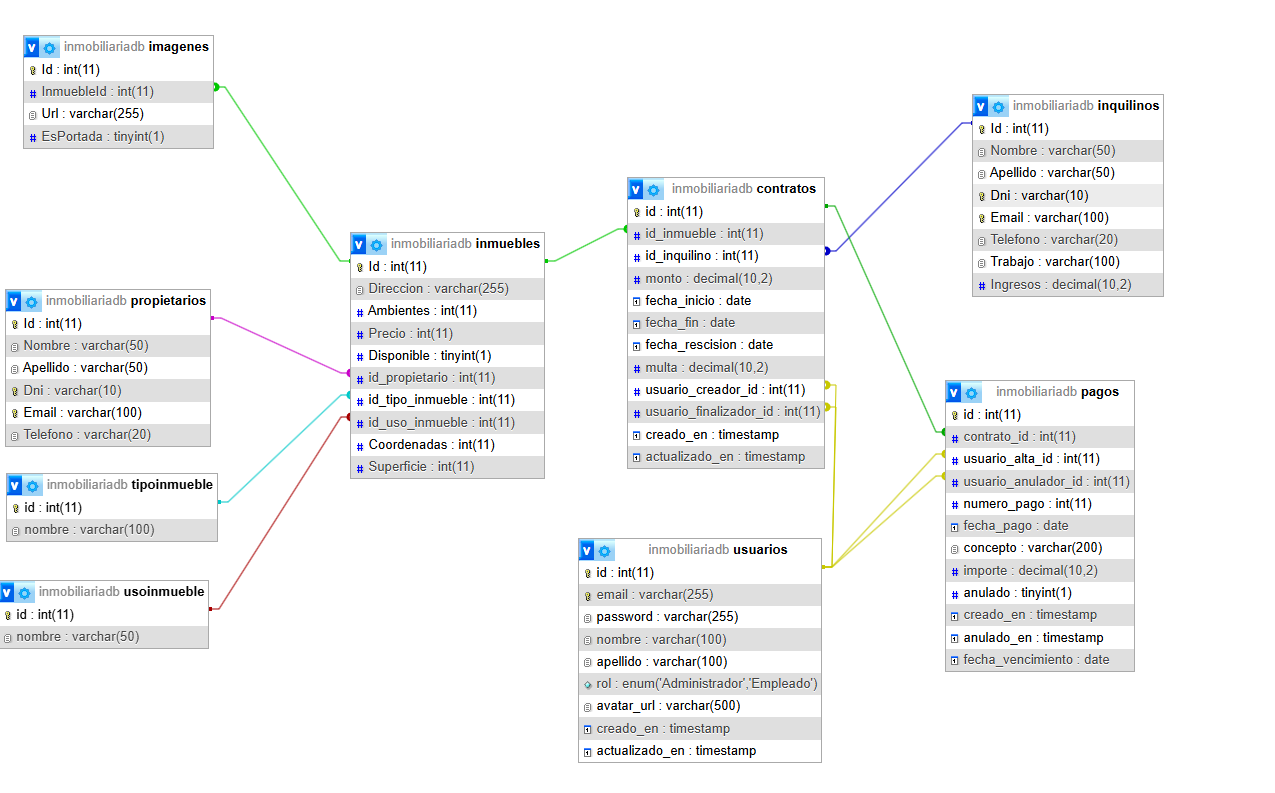 v inmobiliariadb imagenes
Id : int(11)
# InmuebleId : int(11)
Url : varchar(255)
# EsPortada : tinyint(1)
v inmobiliariadb propietarios
Id : int(11)
Nombre : varchar(50)
Apellido : varchar(50)
Dni : varchar(10)
Email : varchar(100)
Telefono : varchar(20)
v inmobiliariadb tipoinmueble
id : int(11)
nombre : varchar(100)
v inmobiliariadb usoinmueble
id : int(11)
nombre : varchar(50)
v inmobiliariadb inmuebles
Id : int(11)
Direccion : varchar(255)
# Ambientes : int(11)
# Precio : int(11)
# Disponible : tinyint(1)
# id_propietario : int(11)
# id_tipo_inmueble : int(11)
# id_uso_inmueble : int(11)
# Coordenadas : int(11)
# Superficie : int(11)
v inmobiliariadb contratos
id : int(11)
# id_inmueble : int(11)
# id_inquilino : int(11)
# monto : decimal(10,2)
fecha_inicio : date
fecha_fin : date
fecha_rescision : date
# multa : decimal(10,2)
# usuario_creador_id : int(11)
# usuario_finalizador_id : int(11)
creado_en : timestamp
actualizado_en : timestamp
v inmobiliariadb usuarios
id : int(11)
email : varchar(255)
password : varchar(255)
nombre : varchar(100)
apellido : varchar(100)
rol : enum('Administrador','Empleado')
avatar_url : varchar(500)
creado_en : timestamp
actualizado_en : timestamp
v inmobiliariadb inquilinos
Id : int(11)
Nombre : varchar(50)
Apellido : varchar(50)
Dni : varchar(10)
Email : varchar(100)
Telefono : varchar(20)
Trabajo : varchar(100)
# Ingresos : decimal(10,2)
v inmobiliariadb pagos
id : int(11)
# contrato_id : int(11)
# usuario_alta_id : int(11)
# usuario_anulador_id : int(11)
# numero_pago : int(11)
fecha_pago : date
concepto : varchar(200)
# importe : decimal(10,2)
# anulado : tinyint(1)
creado_en : timestamp
anulado_en : timestamp
fecha_vencimiento : date